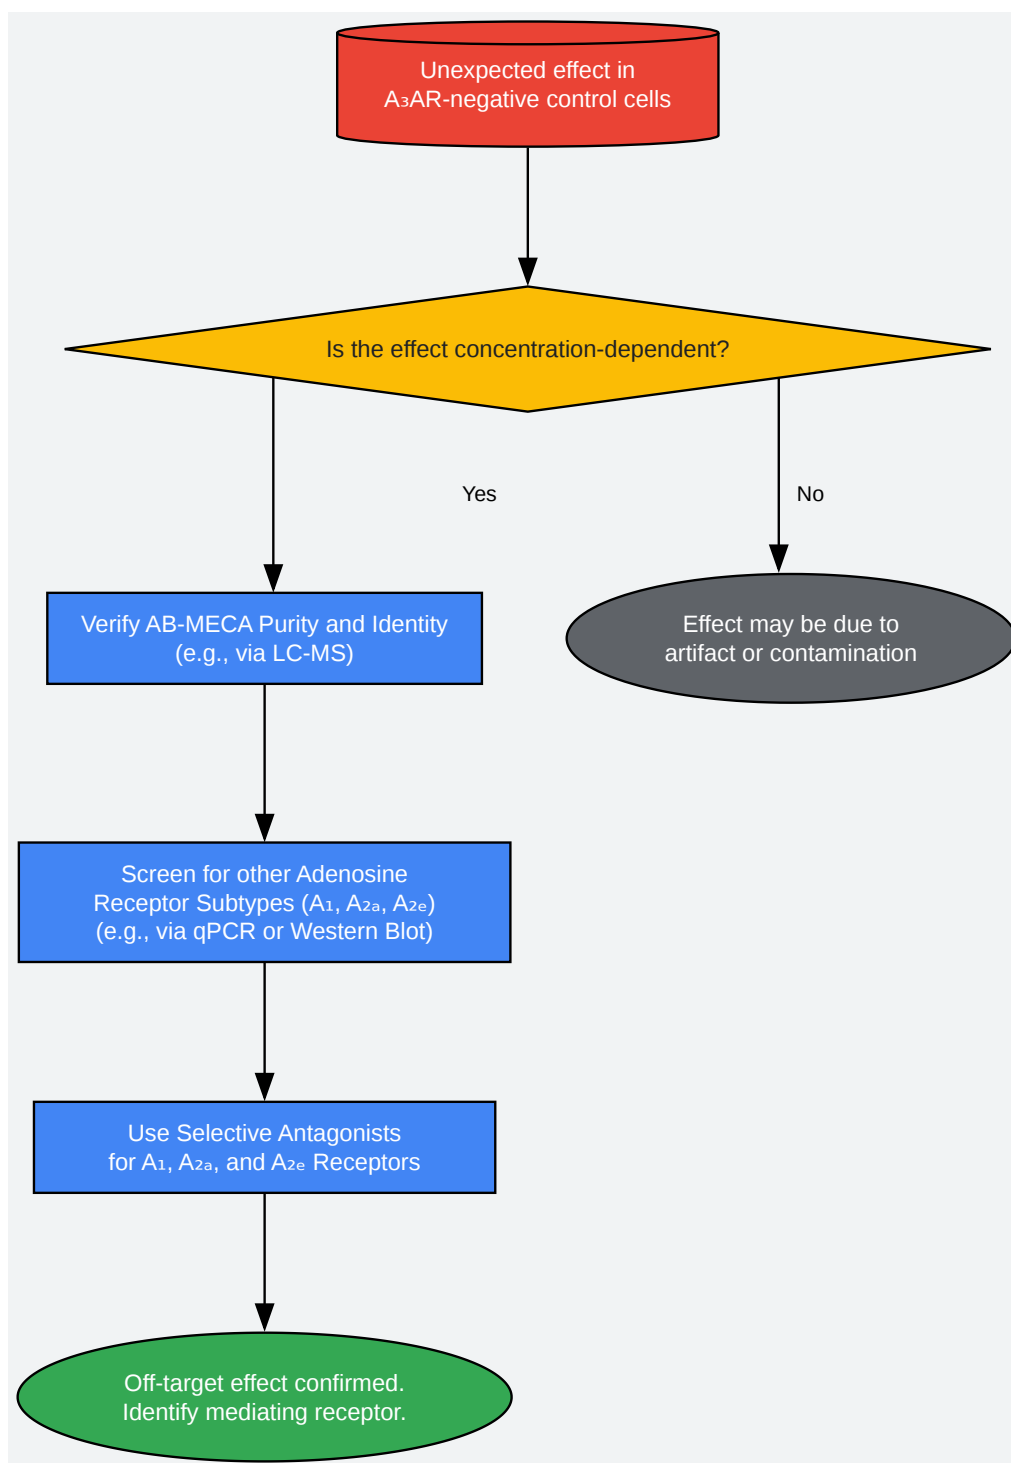 Unexpected effect in
A₃AR-negative control cells
Is the effect concentration-dependent?
Yes
No
Verify AB-MECA Purity and Identity
(e.g., via LC-MS)
Effect may be due to
artifact or contamination
Screen for other Adenosine
Receptor Subtypes (A₁, A₂ₐ, A₂ₑ)
(e.g., via qPCR or Western Blot)
Use Selective Antagonists
for A₁, A₂ₐ, and A₂ₑ Receptors
Off-target effect confirmed.
Identify mediating receptor.